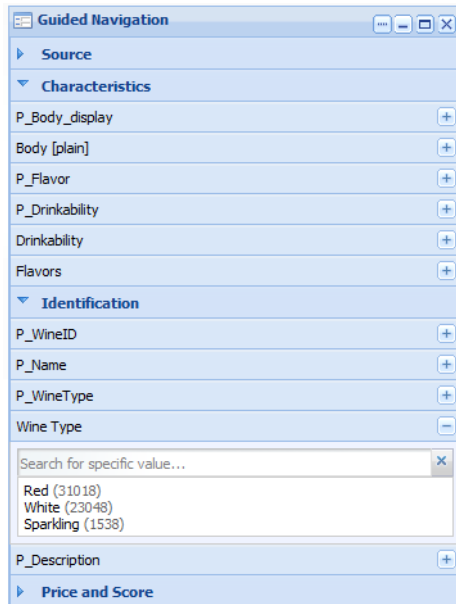 Guided Navigation
Source
Characteristics
P_Body_display
Body [plain]
P_Flavor
P_Drinkability
Drinkability
Flavors
Identification
P_WineID
P_Name
P_WineType
Wine Type
Search for specific value...
Red (31018)
White (23048)
Sparkling (1538)
P_Description
Price and Score